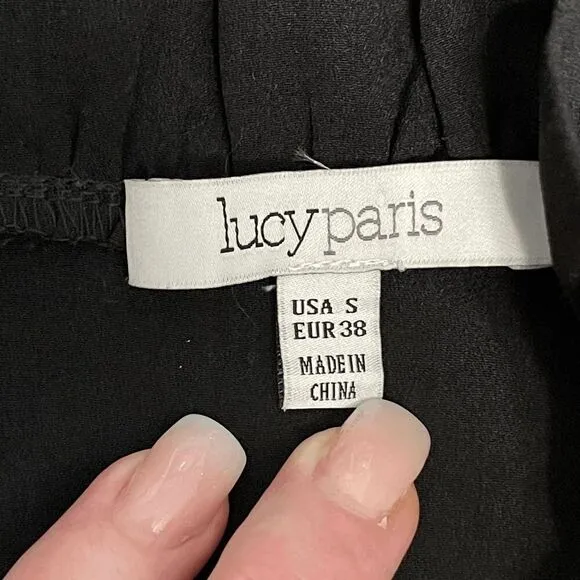 lucyparis
USA S
EUR 38
MADE IN
CHINA